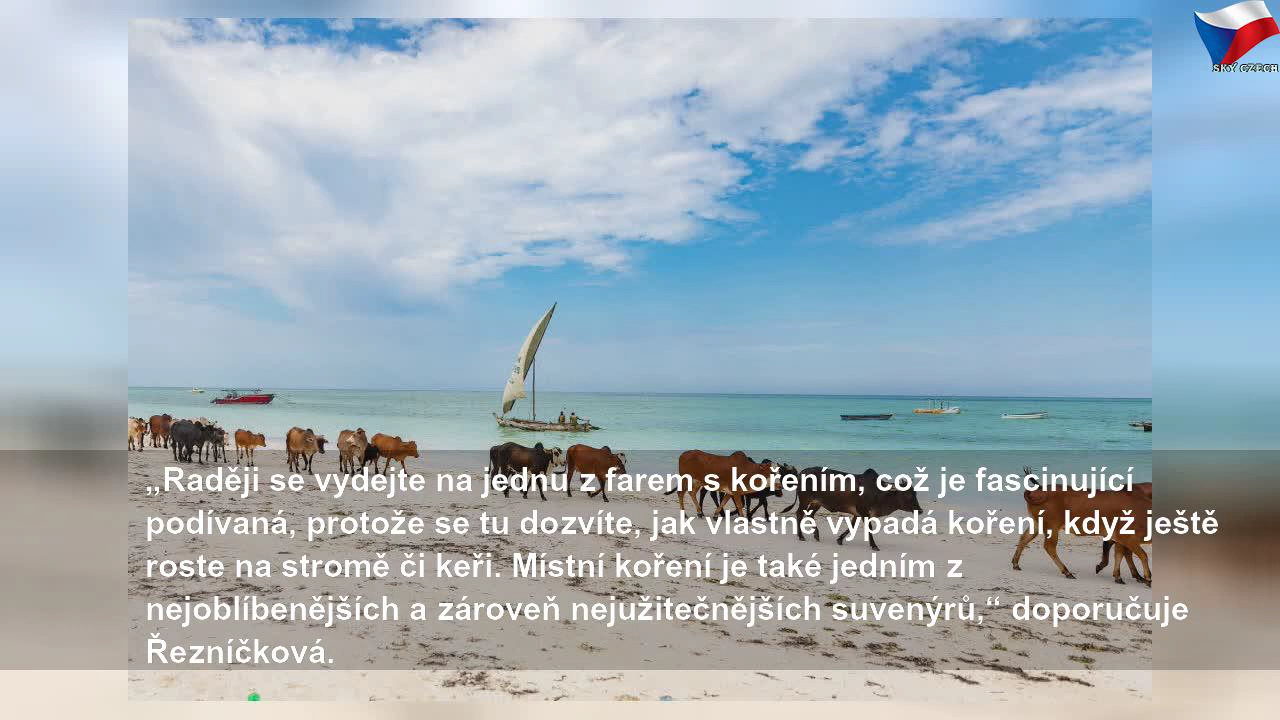 SKY CZECH
„Raději se vydejte na jednu z farem s kořením, což je fascinující
podívaná, protože se tu dozvíte, jak vlastně vypadá koření, když ještě
roste na stromě či keři. Místní koření je také jedním z
nejoblíbenějších a zároveň nejužitečnějších suvenýrů,“ doporučuje
Řezníčková.